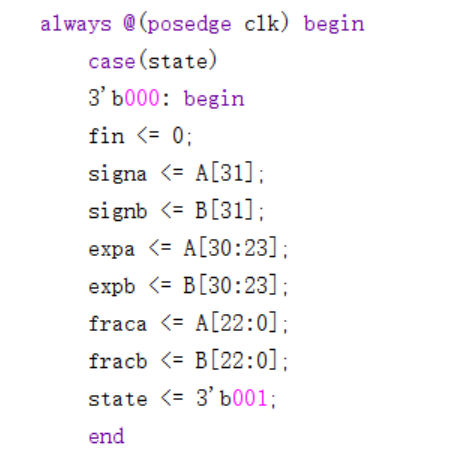 always @(posedge clk) begin
case(state)
3'b000: begin
fin <= 0;
signa <= A[31];
signb <= B[31];
expa <= A[30:23];
expb <= B[30:23];
fraca <= A[22:0];
fracb <= B[22:0];
state <= 3'b001;
end